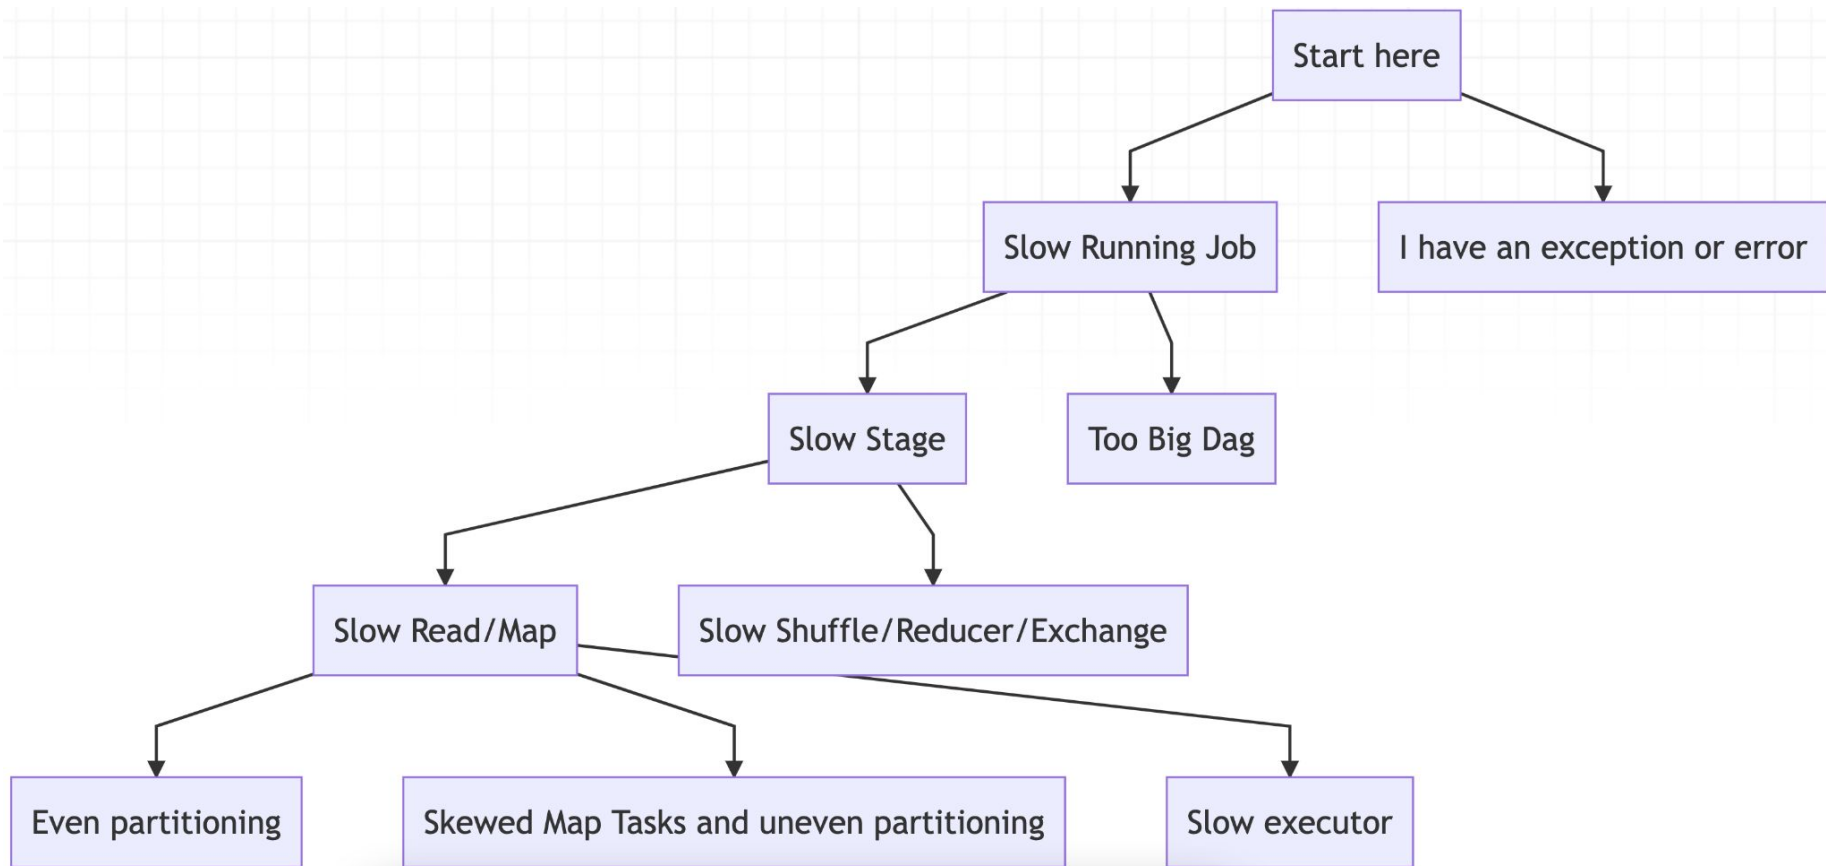 Start here
Slow Running Job
I have an exception or error
Slow Stage
Too Big Dag
Slow Read/Map
Slow Shuffle/Reducer/Exchange
Even partitioning
Skewed Map Tasks and uneven partitioning
Slow executor